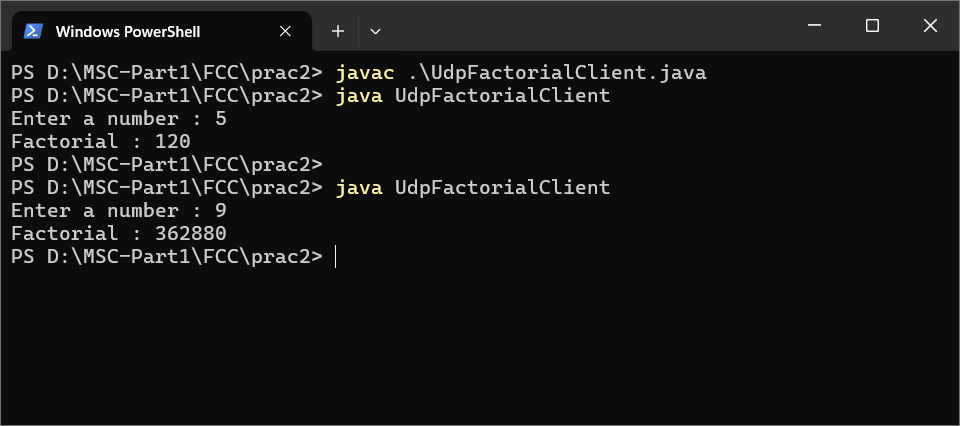 Windows PowerShell
PS D:\MSC-Part1\FCC\prac2> javac .\UdpFactorialClient.java
PS D:\MSC-Part1\FCC\prac2> java UdpFactorialClient
Enter a number : 5
Factorial : 120
PS D:\MSC-Part1\FCC\prac2>
PS D:\MSC-Part1\FCC\prac2> java UdpFactorialClient
Enter a number : 9
Factorial : 362880
PS D:\MSC-Part1\FCC\prac2>